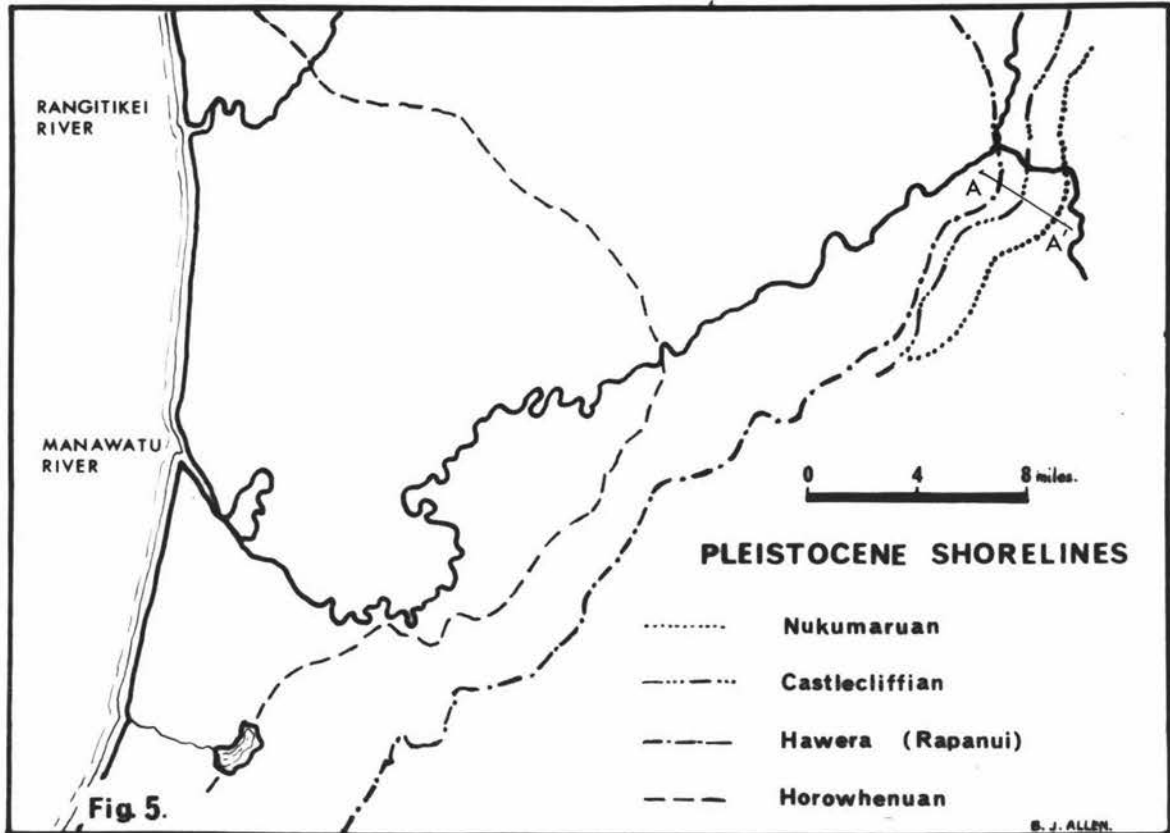 RANGITIKEI
RIVER
A
A'
MANAWATU
RIVER
0 4 8 miles.
PLEISTOCENE SHORELINES
Nukumaruan
Castlecliffian
Hawera (Rapanui)
Horowhenuan
Fig. 5.
B. J. ALLEN.